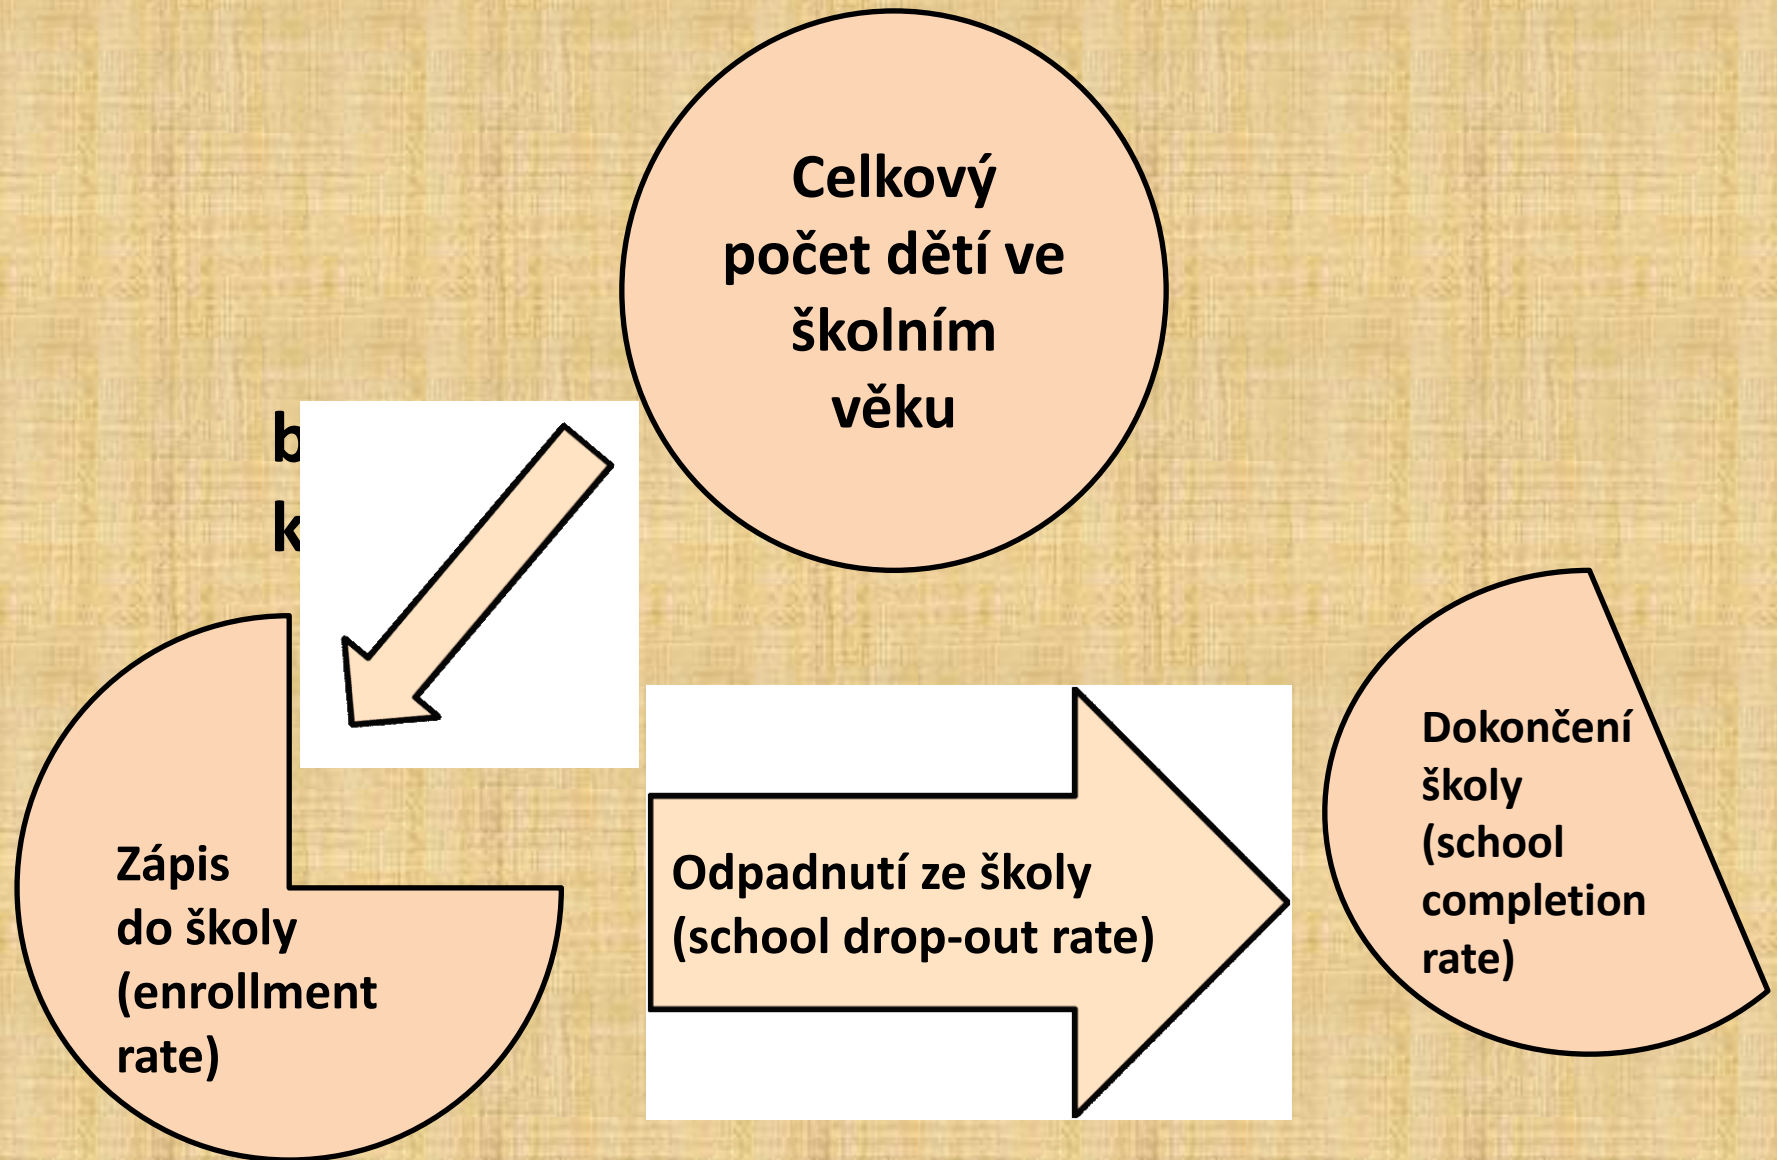 Celkový
počet dětí ve
školním
věku
Zápis
do školy
(enrollment
rate)
Odpadnutí ze školy
(school drop-out rate)
Dokončení
školy
(school
completion
rate)